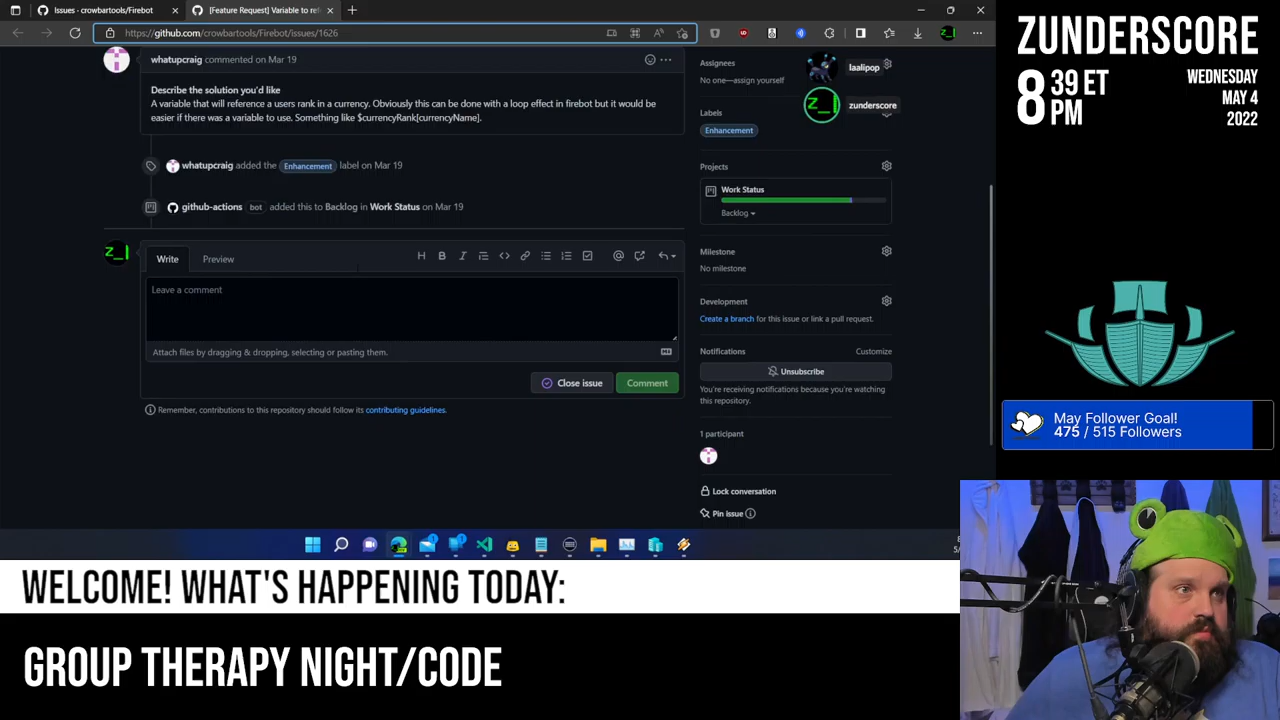 Issues - crowbartools/Firebot
[Feature Request] Variable to ref
https://github.com/crowbartools/Firebot/issues/1626
whatupcraig commented on Mar 19
Describe the solution you'd like
A variable that will reference a users rank in a currency. Obviously this can be done with a loop effect in firebot but it would be
easier if there was a variable to use. Something like $currencyRank[currencyName].
whatupcraig added the Enhancement label on Mar 19
github-actions bot added this to Backlog in Work Status on Mar 19
Write
Preview
Leave a comment
Attach files by dragging & dropping, selecting or pasting them.
Close issue
Comment
Remember, contributions to this repository should follow its contributing guidelines.
Assignees
No one—assign yourself
laalipop
zunderscore
Labels
Enhancement
Projects
Work Status
Backlog
Milestone
No milestone
Development
Create a branch for this issue or link a pull request.
Notifications
Customize
Unsubscribe
You're receiving notifications because you're watching
this repository.
1 participant
Lock conversation
Pin issue
ZUNDERSCORE
8 39 ET
PM
WEDNESDAY
MAY 4
2022
May Follower Goal!
475 / 515 Followers
WELCOME! WHAT'S HAPPENING TODAY:
GROUP THERAPY NIGHT/CODE